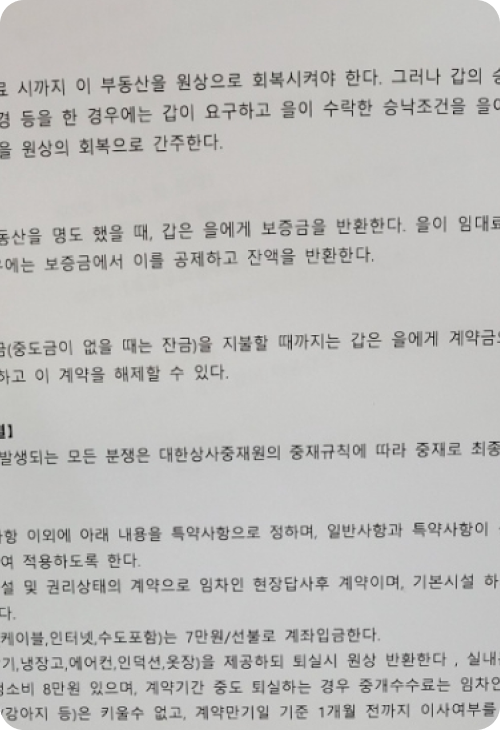 료 시까지 이 부동산을 원상으로 회복시켜야 한다. 그러나 갑의 승
경 등을 한 경우에는 갑이 요구하고 을이 수락한 승낙조건을 을이
을 원상의 회복으로 간주한다.
동산을 명도 했을 때, 갑은 을에게 보증금을 반환한다. 을이 임대료
우에는 보증금에서 이를 공제하고 잔액을 반환한다.
금(중도금이 없을 때는 잔금)을 지불할 때까지는 갑은 을에게 계약금으
하고 이 계약을 해제할 수 있다.
결】
발생되는 모든 분쟁은 대한상사중재원의 중재규칙에 따라 중재로 최종
사항 이외에 아래 내용을 특약사항으로 정하며, 일반사항과 특약사항이
여 적용하도록 한다.
설 및 권리상태의 계약으로 임차인 현장답사후 계약이며, 기본시설 하
다.
케이블,인터넷,수도포함)는 7만원/선불로 계좌입금한다.
기,냉장고,에어컨,인덕션,옷장)을 제공하되 퇴실시 원상 반환한다 , 실내
청소비 8만원 있으며, 계약기간 중도 퇴실하는 경우 중개수수료는 임차인
(강아지 등)은 키울수 없고, 계약만기일 기준 1개월 전까지 이사여부를